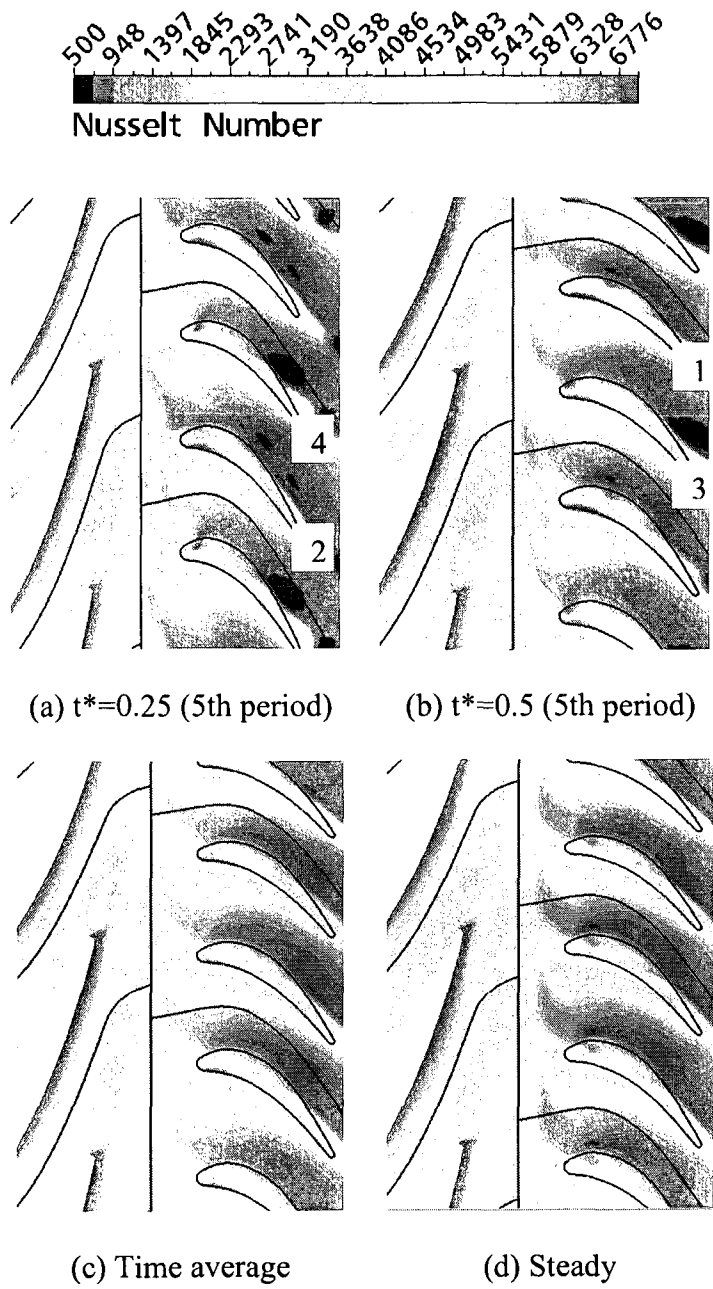 500 948 1397 1845 2293 2741 3190 3638 4086 4534 4983 5431 5879 6328 6776
Nusselt Number
4
2
1
3
(a) t*=0.25 (5th period) (b) t*=0.5 (5th period)
(c) Time average (d) Steady